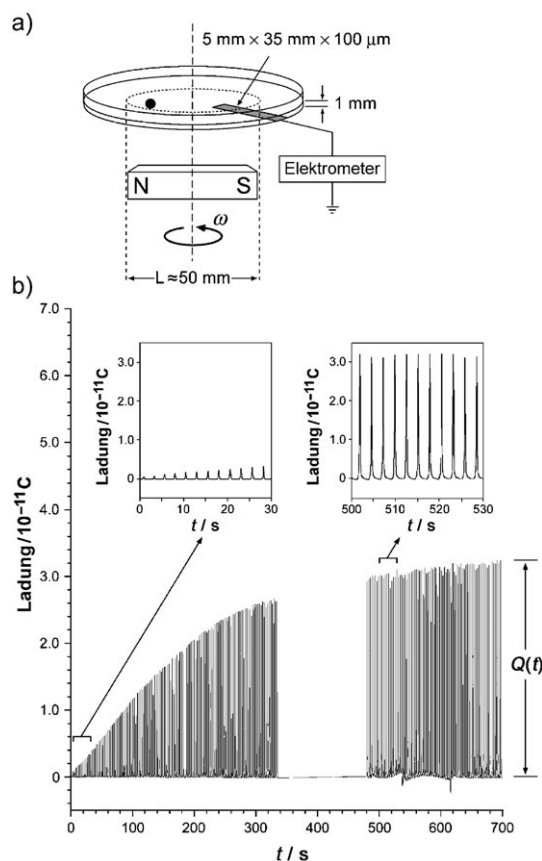 a)
5 mm × 35 mm × 100 μm
1 mm
Elektrometer
N S
ω
L ≈ 50 mm
b)
7.0
6.0
5.0
4.0
3.0
2.0
1.0
0
Ladung/10⁻¹¹C
0 100 200 300 400 500 600 700
t / s
3.0
2.0
1.0
0
Ladung/10⁻¹¹C
0 10 20 30
t / s
3.0
2.0
1.0
0
Ladung/10⁻¹¹C
500 510 520 530
t / s
Q(t)